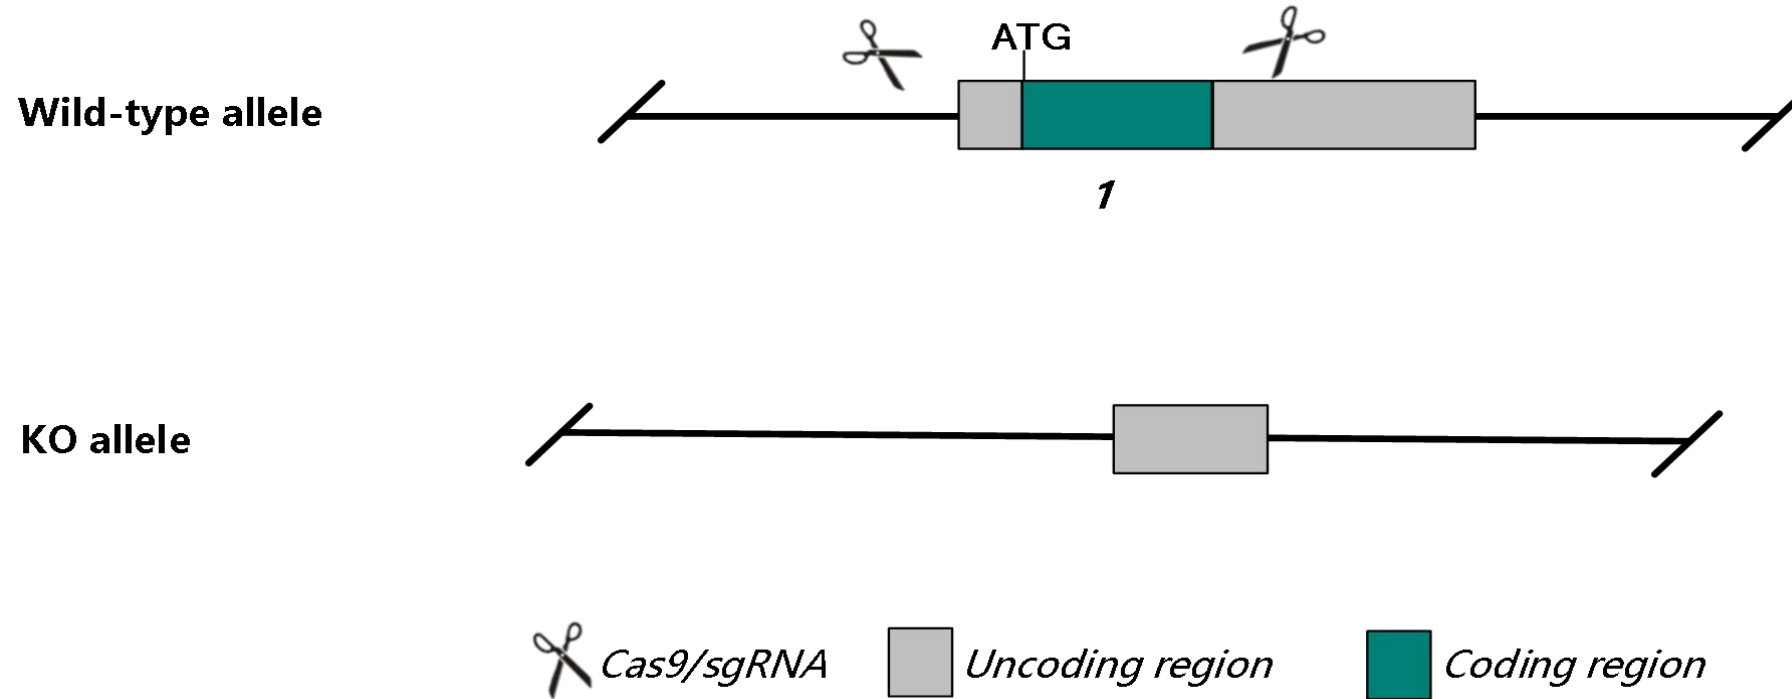 ATG
Wild-type allele
1
KO allele
Cas9/sgRNA Uncoding region Coding region